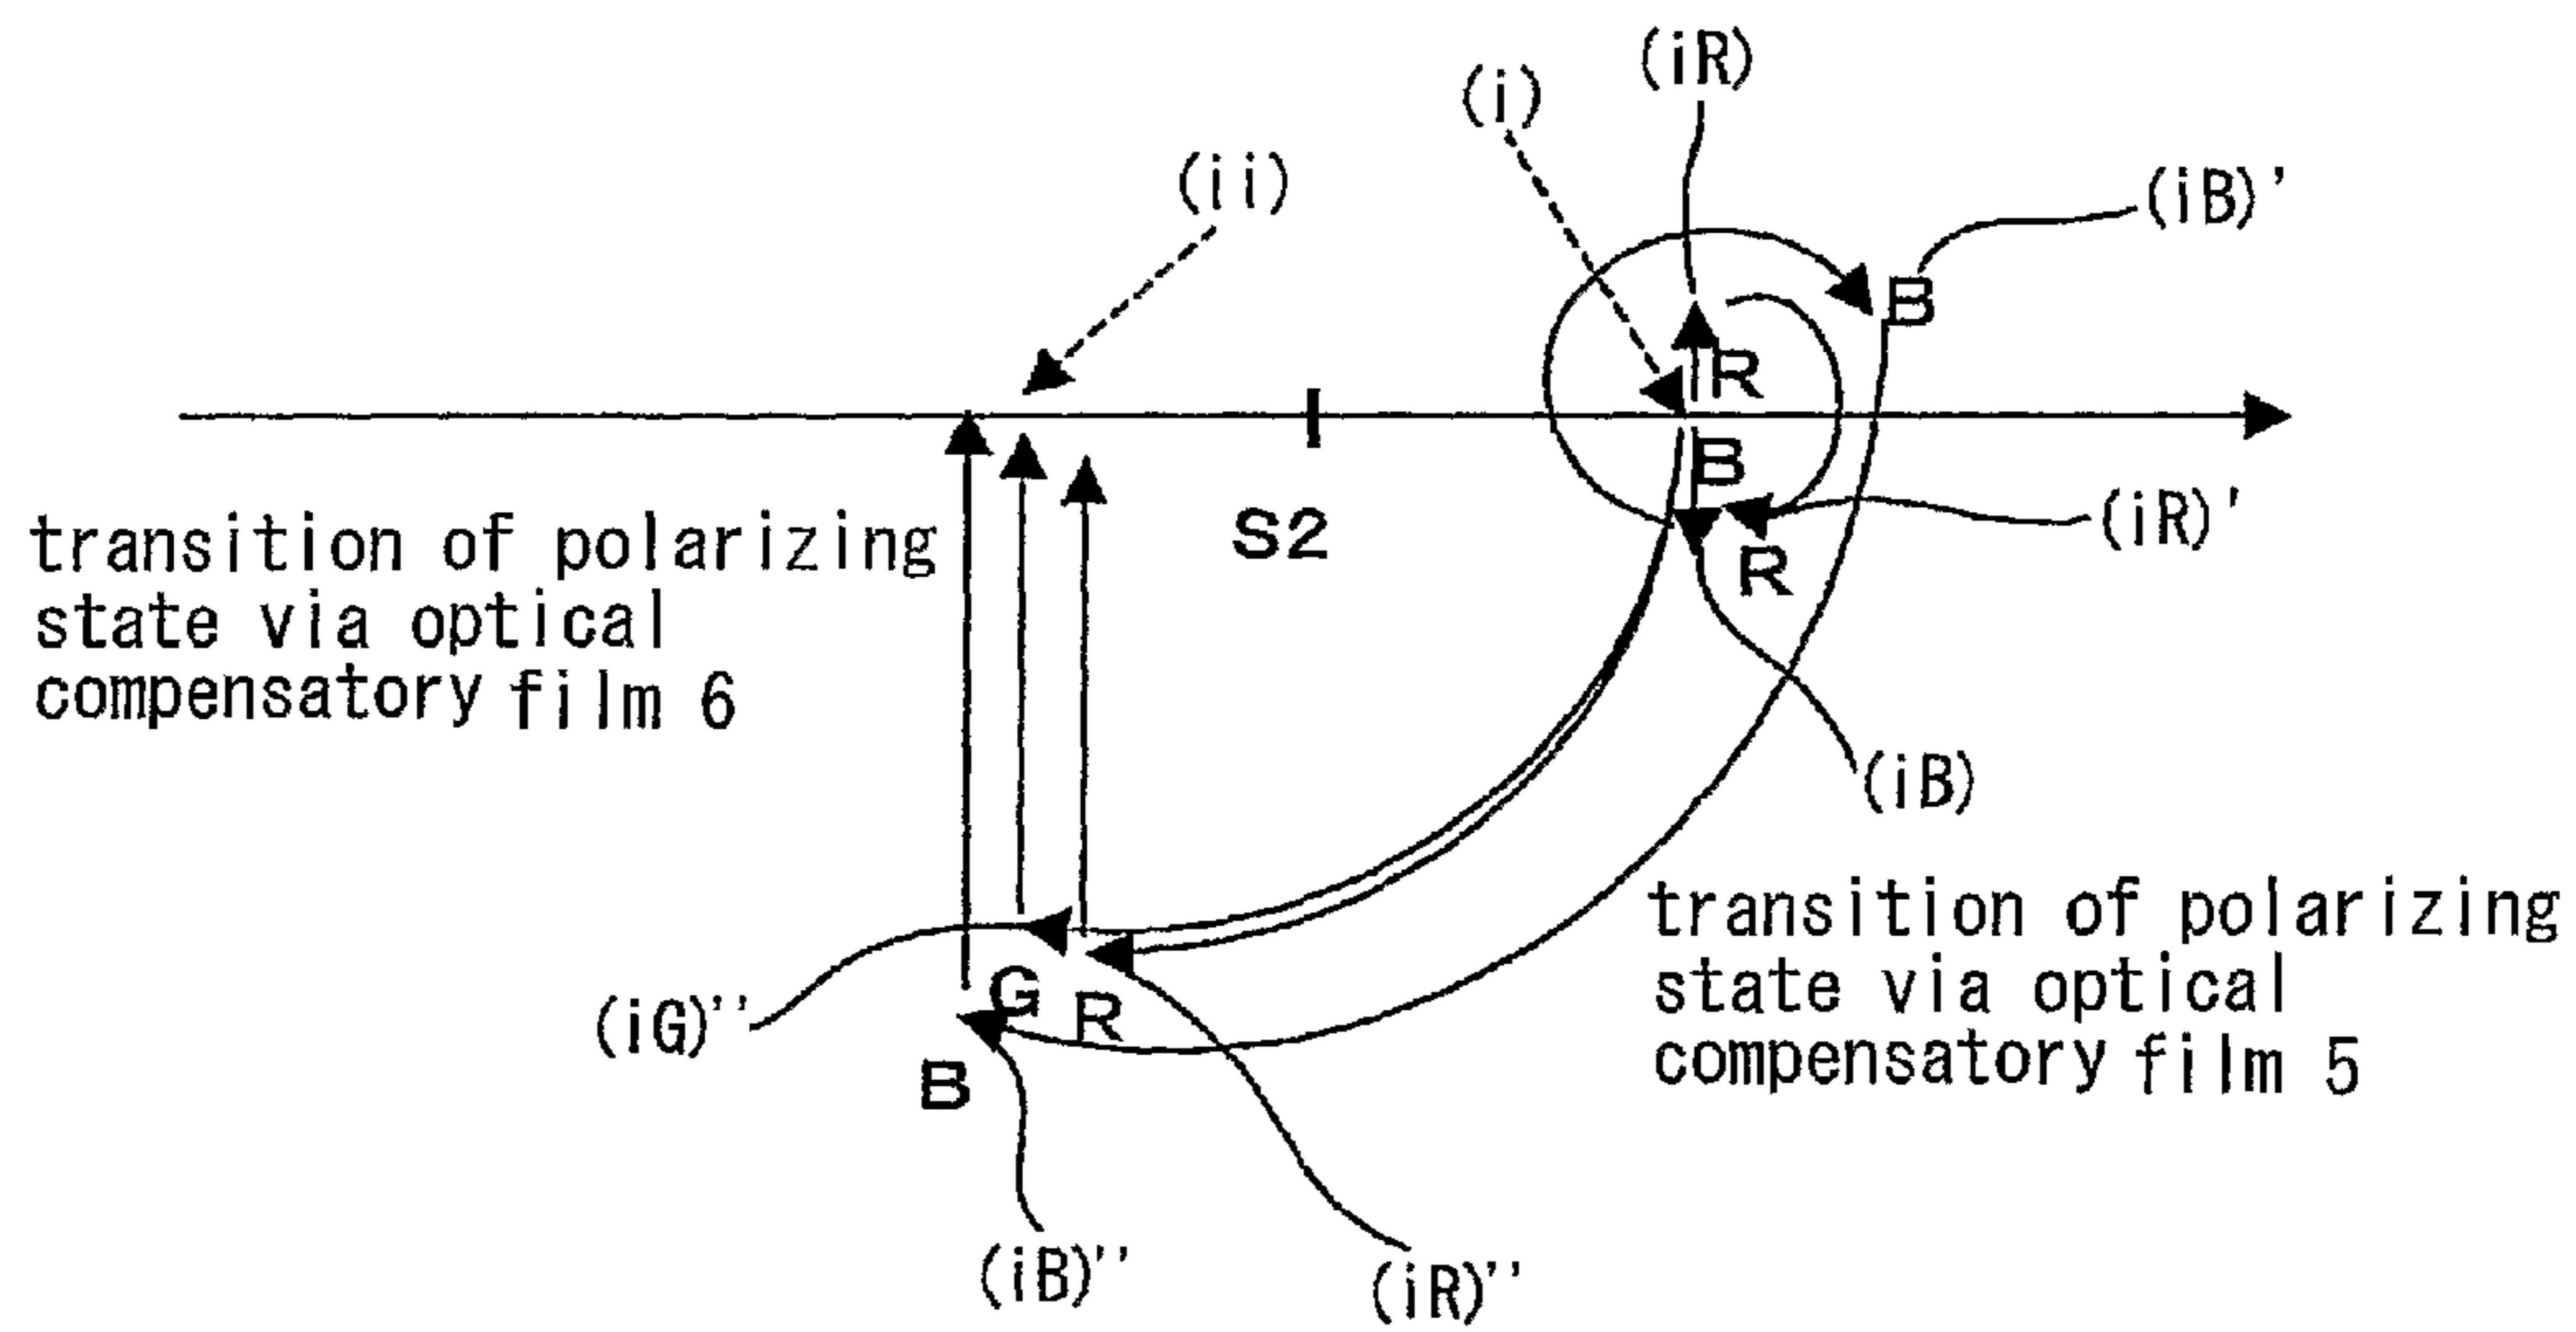 (iR)
(i)
(ii)
(iB)'
B
R
B
S2
(iR)'
R
transition of polarizing
state via optical
compensatory film 6
(iB)
transition of polarizing
state via optical
compensatory film 5
G
R
(iG)''
B
(iB)''
(iR)''